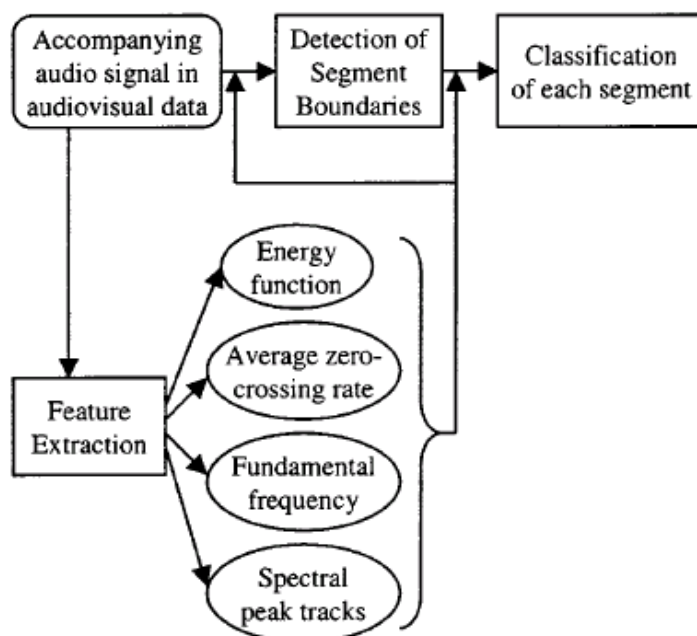 Accompanying
audio signal in
audiovisual data
Detection of
Segment
Boundaries
Classification
of each segment
Energy
function
Average zero-
crossing rate
Feature
Extraction
Fundamental
frequency
Spectral
peak tracks